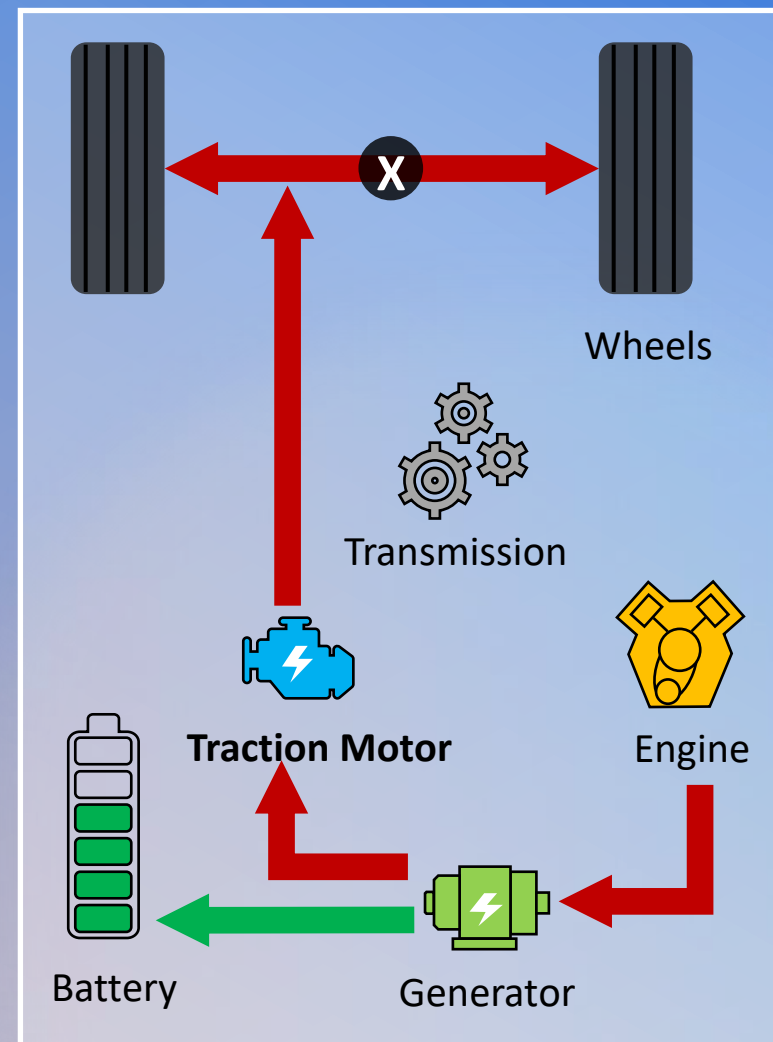 X
Wheels
Transmission
Traction Motor
Engine
Battery
Generator